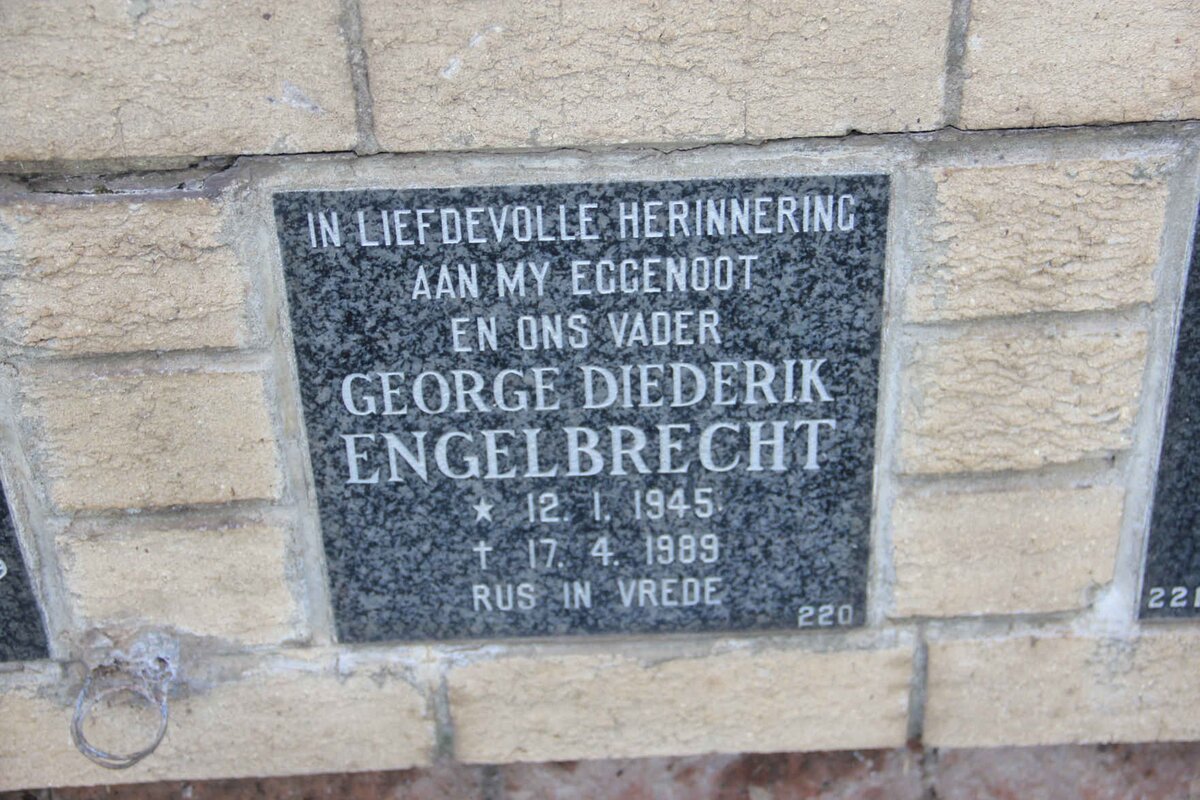 IN LIEFDEVOLLE HERINNERING
AAN MY EGGENOOT
EN ONS VADER
GEORGE DIEDERIK
ENGELBRECHT
★ 12. 1. 1945
† 17. 4. 1989
RUS IN VREDE
220
221